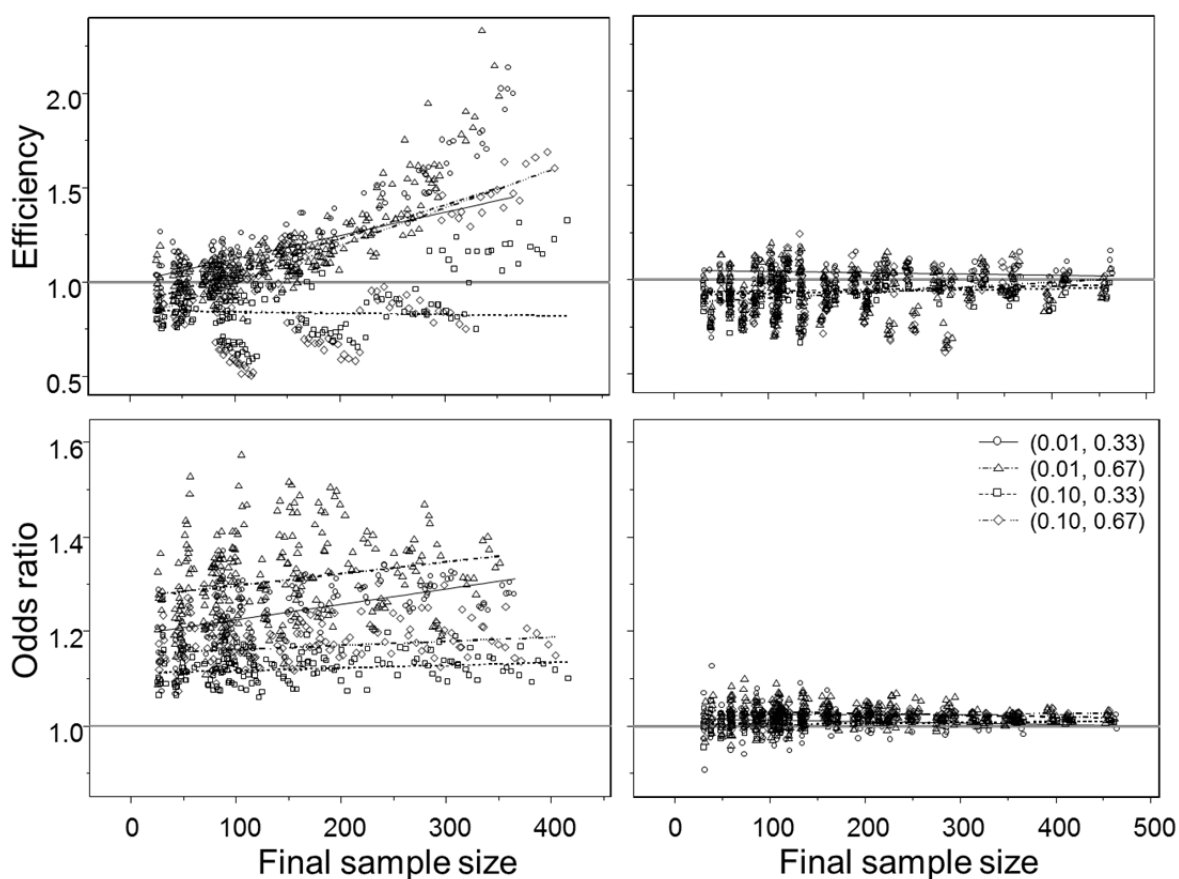 Efficiency
2.0
1.5
1.0
0.5
Odds ratio
1.6
1.4
1.2
1.0
(0.01, 0.33)
(0.01, 0.67)
(0.10, 0.33)
(0.10, 0.67)
0 100 200 300 400
0 100 200 300 400 500
Final sample size
Final sample size